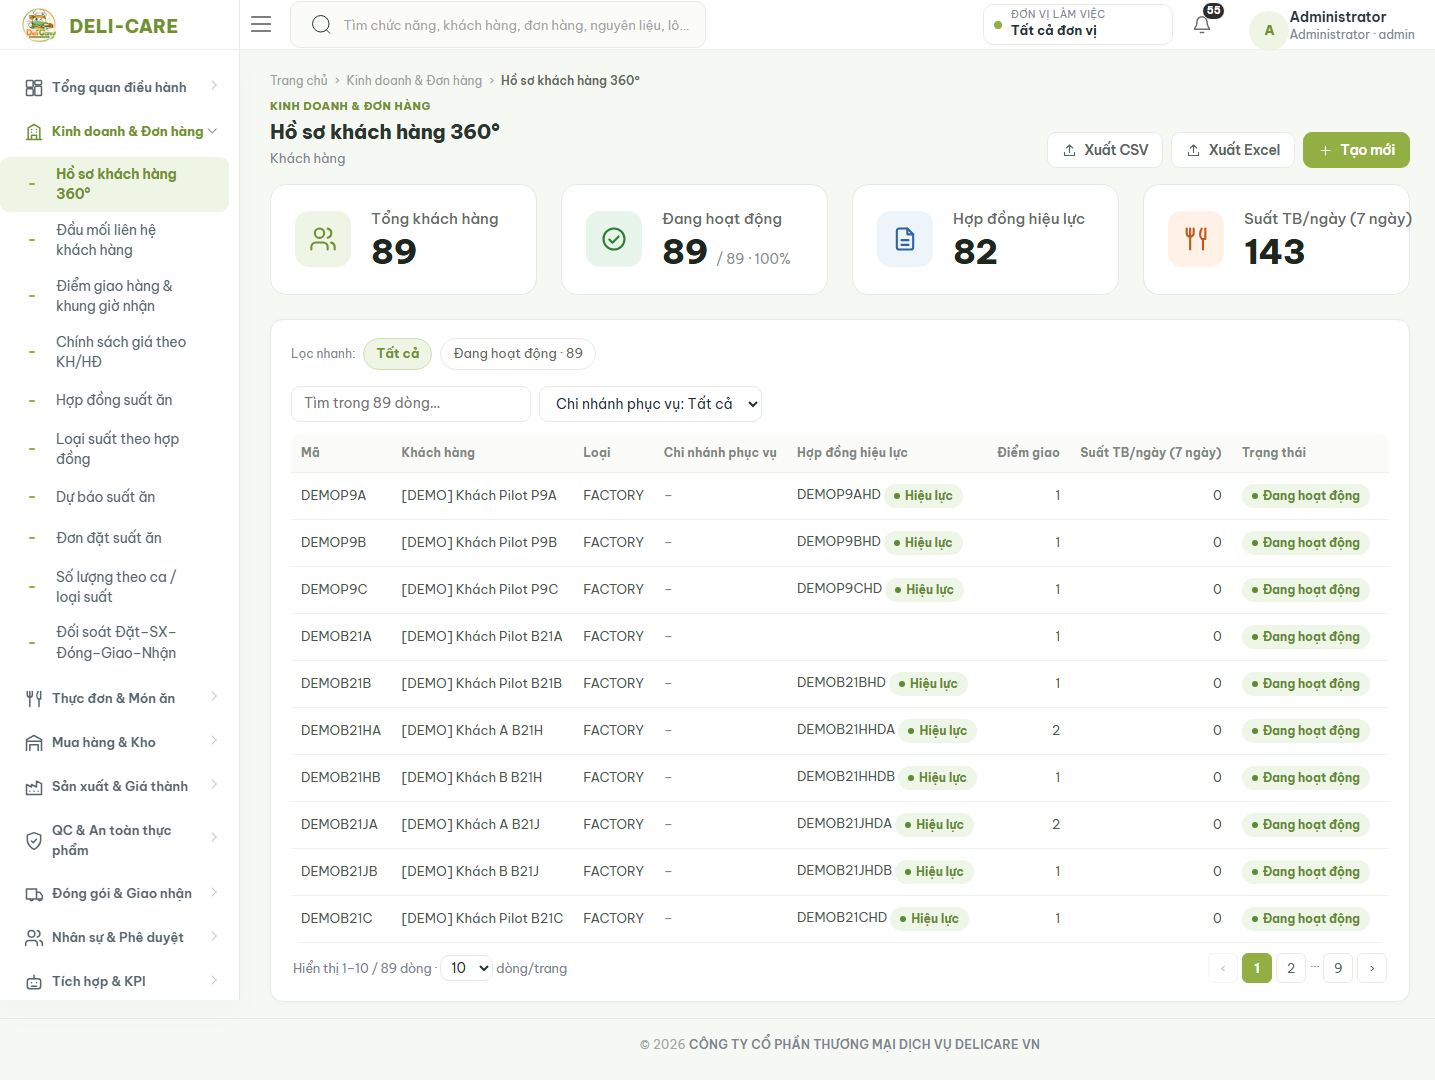 DELI-CARE
Tìm chức năng, khách hàng, đơn hàng, nguyên liệu, lô...
ĐƠN VỊ LÀM VIỆC
Tất cả đơn vị
55
A
Administrator
Administrator · admin
Tổng quan điều hành
Kinh doanh & Đơn hàng
Hồ sơ khách hàng 360°
Đầu mối liên hệ khách hàng
Điểm giao hàng & khung giờ nhận
Chính sách giá theo KH/HĐ
Hợp đồng suất ăn
Loại suất theo hợp đồng
Dự báo suất ăn
Đơn đặt suất ăn
Số lượng theo ca / loại suất
Đối soát Đặt–SX–Đóng–Giao–Nhận
Thực đơn & Món ăn
Mua hàng & Kho
Sản xuất & Giá thành
QC & An toàn thực phẩm
Đóng gói & Giao nhận
Nhân sự & Phê duyệt
Tích hợp & KPI
Trang chủ › Kinh doanh & Đơn hàng › Hồ sơ khách hàng 360°
KINH DOANH & ĐƠN HÀNG
Hồ sơ khách hàng 360°
Khách hàng
Xuất CSV
Xuất Excel
+ Tạo mới
Tổng khách hàng
89
Đang hoạt động
89 / 89 · 100%
Hợp đồng hiệu lực
82
Suất TB/ngày (7 ngày)
143
Lọc nhanh: Tất cả Đang hoạt động · 89
Tìm trong 89 dòng... Chi nhánh phục vụ: Tất cả
Mã Khách hàng Loại Chi nhánh phục vụ Hợp đồng hiệu lực Điểm giao Suất TB/ngày (7 ngày) Trạng thái
DEMOP9A [DEMO] Khách Pilot P9A FACTORY – DEMOP9AHD Hiệu lực 1 0 Đang hoạt động
DEMOP9B [DEMO] Khách Pilot P9B FACTORY – DEMOP9BHD Hiệu lực 1 0 Đang hoạt động
DEMOP9C [DEMO] Khách Pilot P9C FACTORY – DEMOP9CHD Hiệu lực 1 0 Đang hoạt động
DEMOB21A [DEMO] Khách Pilot B21A FACTORY – 1 0 Đang hoạt động
DEMOB21B [DEMO] Khách Pilot B21B FACTORY – DEMOB21BHD Hiệu lực 1 0 Đang hoạt động
DEMOB21HA [DEMO] Khách A B21H FACTORY – DEMOB21HHDA Hiệu lực 2 0 Đang hoạt động
DEMOB21HB [DEMO] Khách B B21H FACTORY – DEMOB21HHDB Hiệu lực 1 0 Đang hoạt động
DEMOB21JA [DEMO] Khách A B21J FACTORY – DEMOB21JHDA Hiệu lực 2 0 Đang hoạt động
DEMOB21JB [DEMO] Khách B B21J FACTORY – DEMOB21JHDB Hiệu lực 1 0 Đang hoạt động
DEMOB21C [DEMO] Khách Pilot B21C FACTORY – DEMOB21CHD Hiệu lực 1 0 Đang hoạt động
Hiển thị 1–10 / 89 dòng · 10 dòng/trang
‹ 1 2 ... 9 ›
© 2026 CÔNG TY CỔ PHẦN THƯƠNG MẠI DỊCH VỤ DELICARE VN